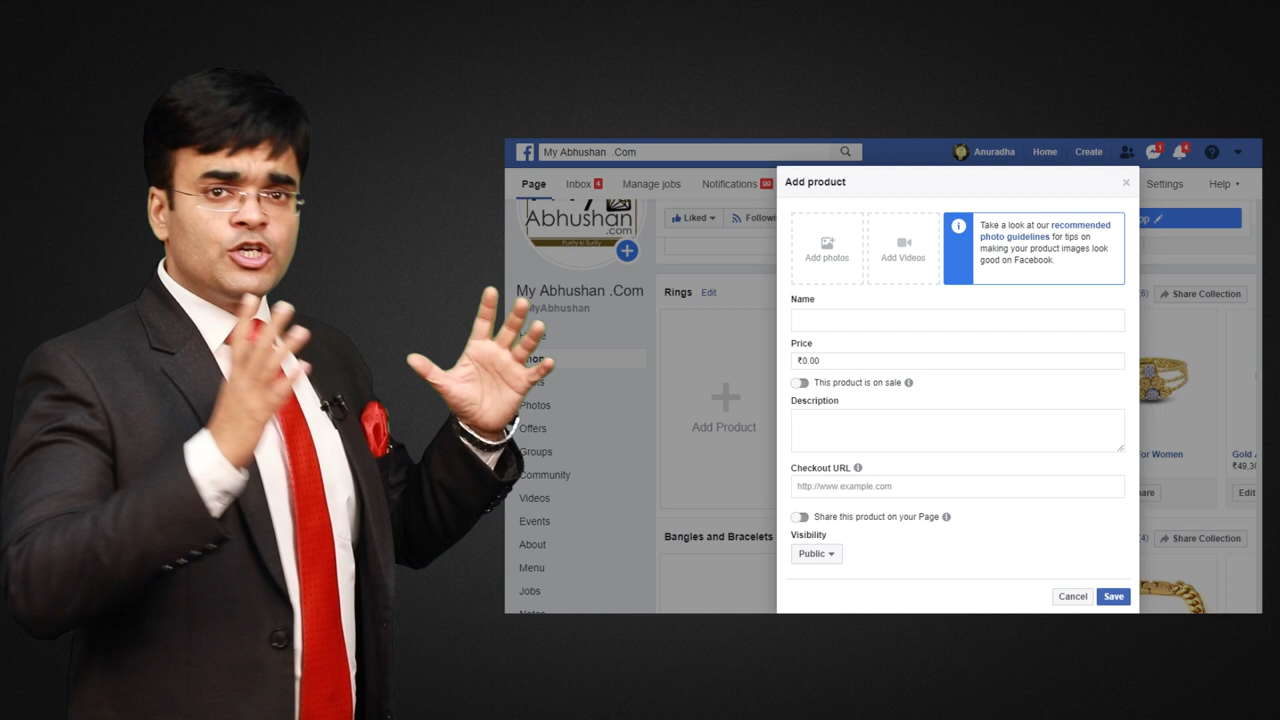 My Abhushan .Com
Anuradha
Home
Create
1
4
Page
Inbox 4
Manage jobs
Notifications 99
Settings
Help
Abhushan
.com
Liked
Add product
Add photos
Add Videos
Take a look at our recommended
photo guidelines for tips on
making your product images look
good on Facebook.
My Abhushan .Com
Rings
Edit
Share Collection
Name
Price
₹0.00
This product is on sale
Photos
Description
Add Product
Offers
Groups
Women
Gold
Community
Checkout URL
http://www.example.com
Edit
Videos
Events
Share this product on your Page
About
Bangles and Bracelets
Visibility
Share Collection
Public
Menu
Jobs
Cancel
Save